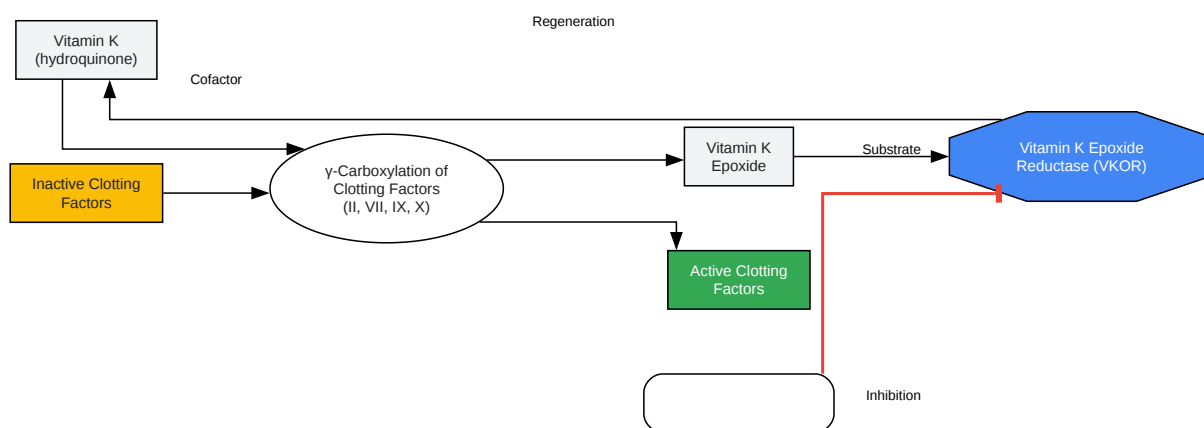 Regeneration
Vitamin K
(hydroquinone)
Cofactor
Inactive Clotting
Factors
γ-Carboxylation of
Clotting Factors
(II, VII, IX, X)
Vitamin K
Epoxide
Substrate
Vitamin K Epoxide
Reductase (VKOR)
Active Clotting
Factors
Inhibition